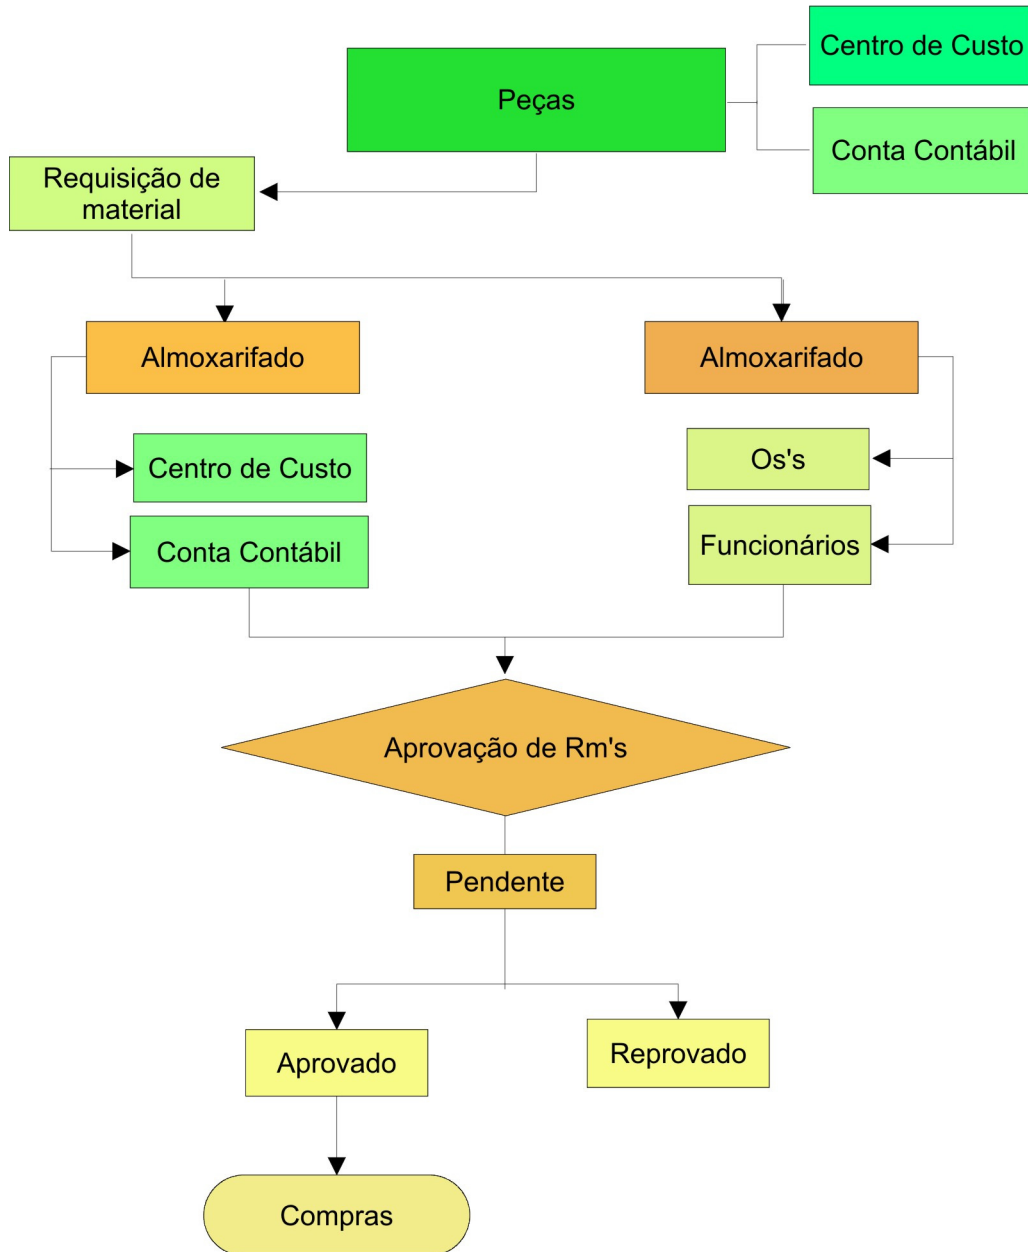 Centro de Custo
Peças
Conta Contábil
Requisição de
material
Almoxarifado
Almoxarifado
Centro de Custo
Os's
Conta Contábil
Funcionários
Aprovação de Rm's
Pendente
Aprovado
Reprovado
Compras